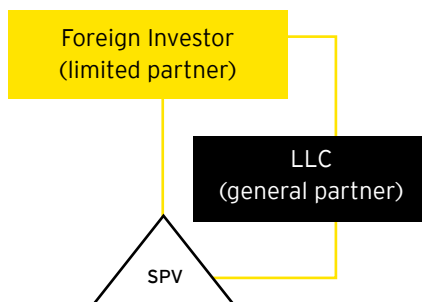 Foreign Investor
(limited partner)
LLC
(general partner)
SPV